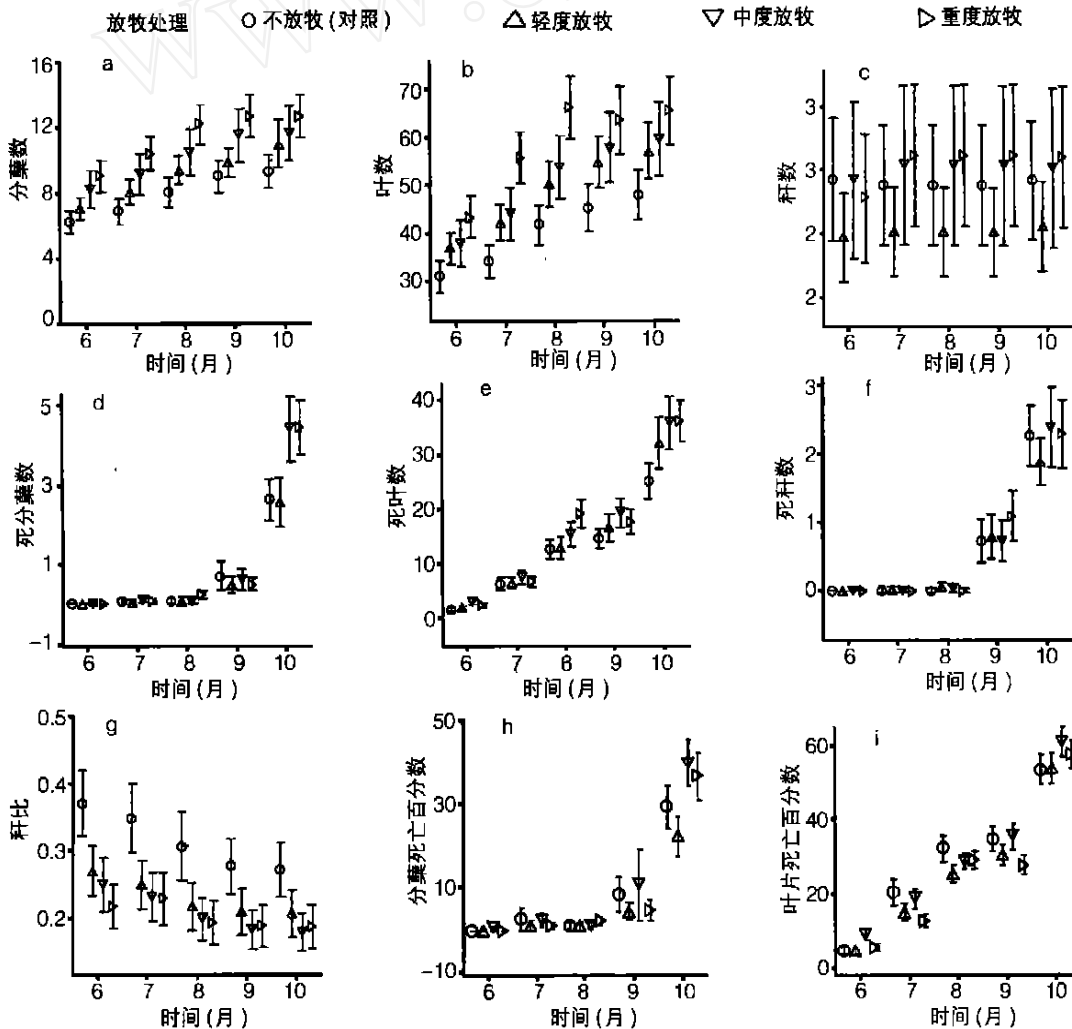 放牧处理 不放牧(对照) 轻度放牧 中度放牧 重度放牧
a
分蘖数
16
12
8
4
0
6 7 8 9 10
时间(月)
b
叶数
70
60
50
40
30
6 7 8 9 10
时间(月)
c
秆数
3
3
2
2
6 7 8 9 10
时间(月)
d
死分蘖数
5
3
1
-1
6 7 8 9 10
时间(月)
e
死叶数
40
30
20
10
0
6 7 8 9 10
时间(月)
f
死秆数
3
2
1
0
6 7 8 9 10
时间(月)
g
秆比
0.5
0.4
0.3
0.2
6 7 8 9 10
时间(月)
h
分蘖死亡百分数
50
30
10
-10
6 7 8 9 10
时间(月)
i
叶片死亡百分数
60
40
20
0
6 7 8 9 10
时间(月)